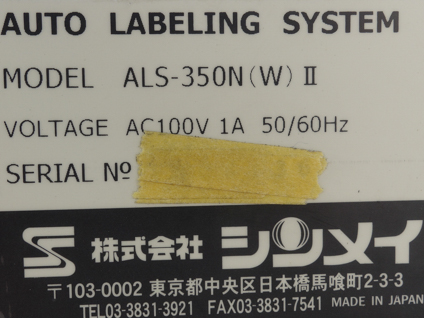 AUTO LABELING SYSTEM
MODEL ALS-350N(W)Ⅱ
VOLTAGE AC100V 1A 50/60Hz
SERIAL Nº
株式会社 シンメイ
〒103-0002 東京都中央区日本橋馬喰町2-3-3
TEL03-3831-3921 FAX03-3831-7541 MADE IN JAPAN